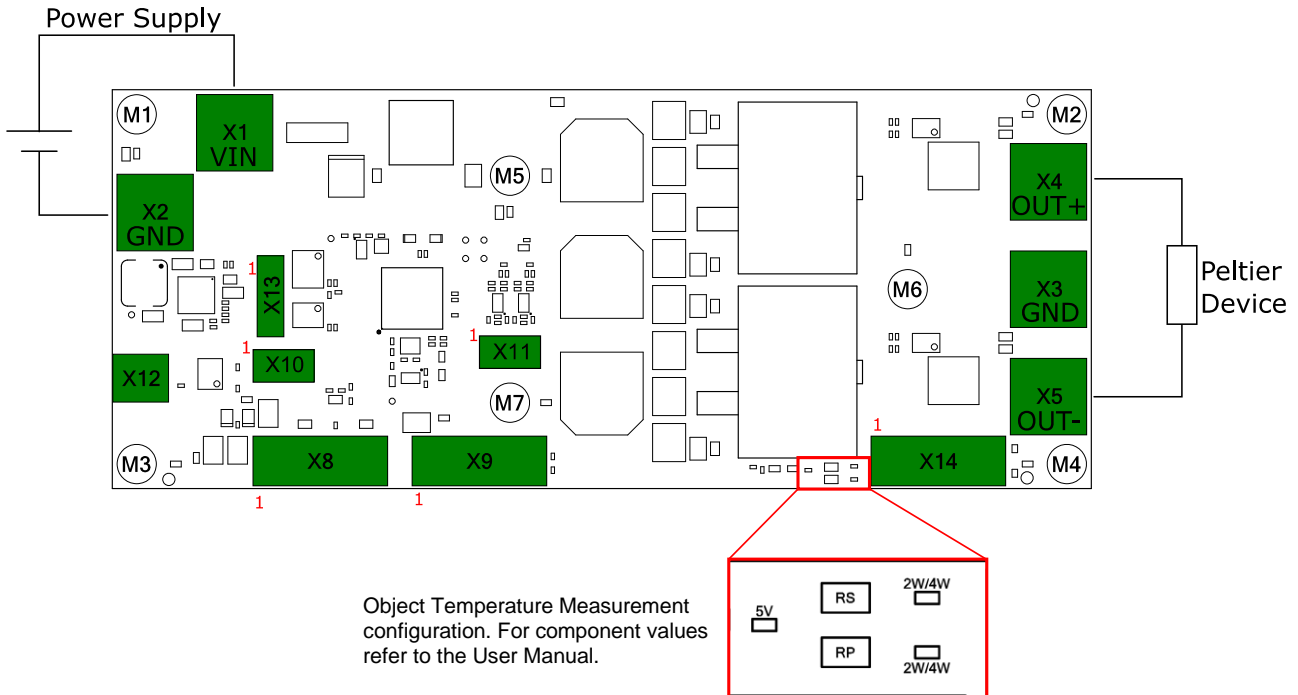 Power Supply
M1
X1
VIN
M2
M5
X4
OUT+
X2
GND
1
X13
M6
X3
GND
Peltier
Device
1
X10
1
X11
X12
M7
X5
OUT-
1
M3
X8
X9
X14
M4
1
1
Object Temperature Measurement
configuration. For component values
refer to the User Manual.
5V
RS
2W/4W
RP
2W/4W